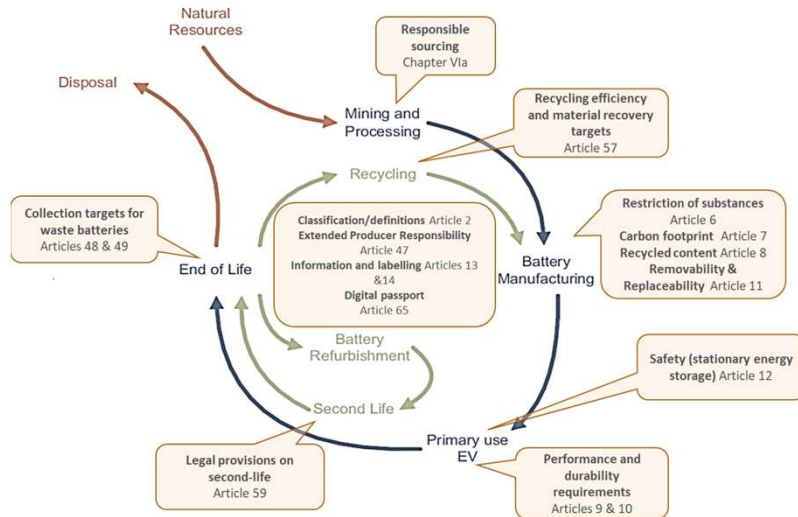 Natural
Resources
Disposal
Responsible
sourcing
Chapter VIa
Mining and
Processing
Recycling efficiency
and material recovery
targets
Article 57
Recycling
Collection targets for
waste batteries
Articles 48 & 49
End of Life
Classification/definitions Article 2
Extended Producer Responsibility
Article 47
Information and labelling Articles 13
&14
Digital passport
Article 65
Battery
Manufacturing
Restriction of substances
Article 6
Carbon footprint Article 7
Recycled content Article 8
Removability &
Replaceability Article 11
Battery
Refurbishment
Second Life
Safety (stationary energy
storage) Article 12
Primary use
EV
Legal provisions on
second-life
Article 59
Performance and
durability
requirements
Articles 9 & 10